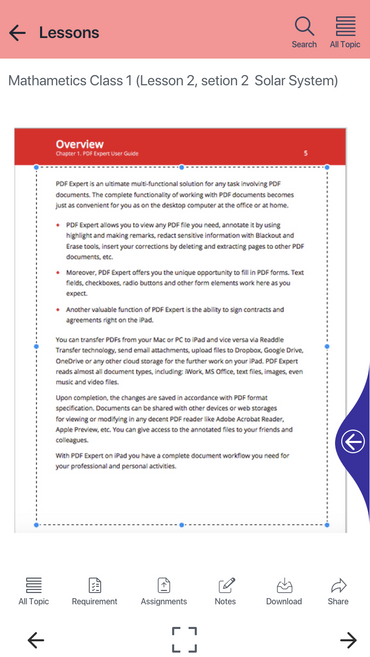 Lessons
Search
All Topic
Mathametics Class 1 (Lesson 2, setion 2 Solar System)
Overview
Chapter 1. PDF Expert User Guide
5
PDF Expert is an ultimate multi-functional solution for any task involving PDF
documents. The complete functionality of working with PDF documents becomes
just as convenient for you as on the desktop computer at the office or at home.
• PDF Expert allows you to view any PDF file you need, annotate it by using
highlight and making remarks, redact sensitive information with Blackout and
Erase tools, insert your corrections by deleting and extracting pages to other PDF
documents, etc.
• Moreover, PDF Expert offers you the unique opportunity to fill in PDF forms. Text
fields, checkboxes, radio buttons and other form elements work here as you
expect.
• Another valuable function of PDF Expert is the ability to sign contracts and
agreements right on the iPad.
You can transfer PDFs from your Mac or PC to iPad and vice versa via Readdle
Transfer technology, send email attachments, upload files to Dropbox, Google Drive,
OneDrive or any other cloud storage for the further work on your iPad. PDF Expert
reads almost all document types, including: iWork, MS Office, text files, images, even
music and video files.
Upon completion, the changes are saved in accordance with PDF format
specification. Documents can be shared with other devices or web storages
for viewing or modifying in any decent PDF reader like Adobe Acrobat Reader,
Apple Preview, etc. You can give access to the annotated files to your friends and
colleagues.
With PDF Expert on iPad you have a complete document workflow you need for
your professional and personal activities.
All Topic
Requirement
Assignments
Notes
Download
Share